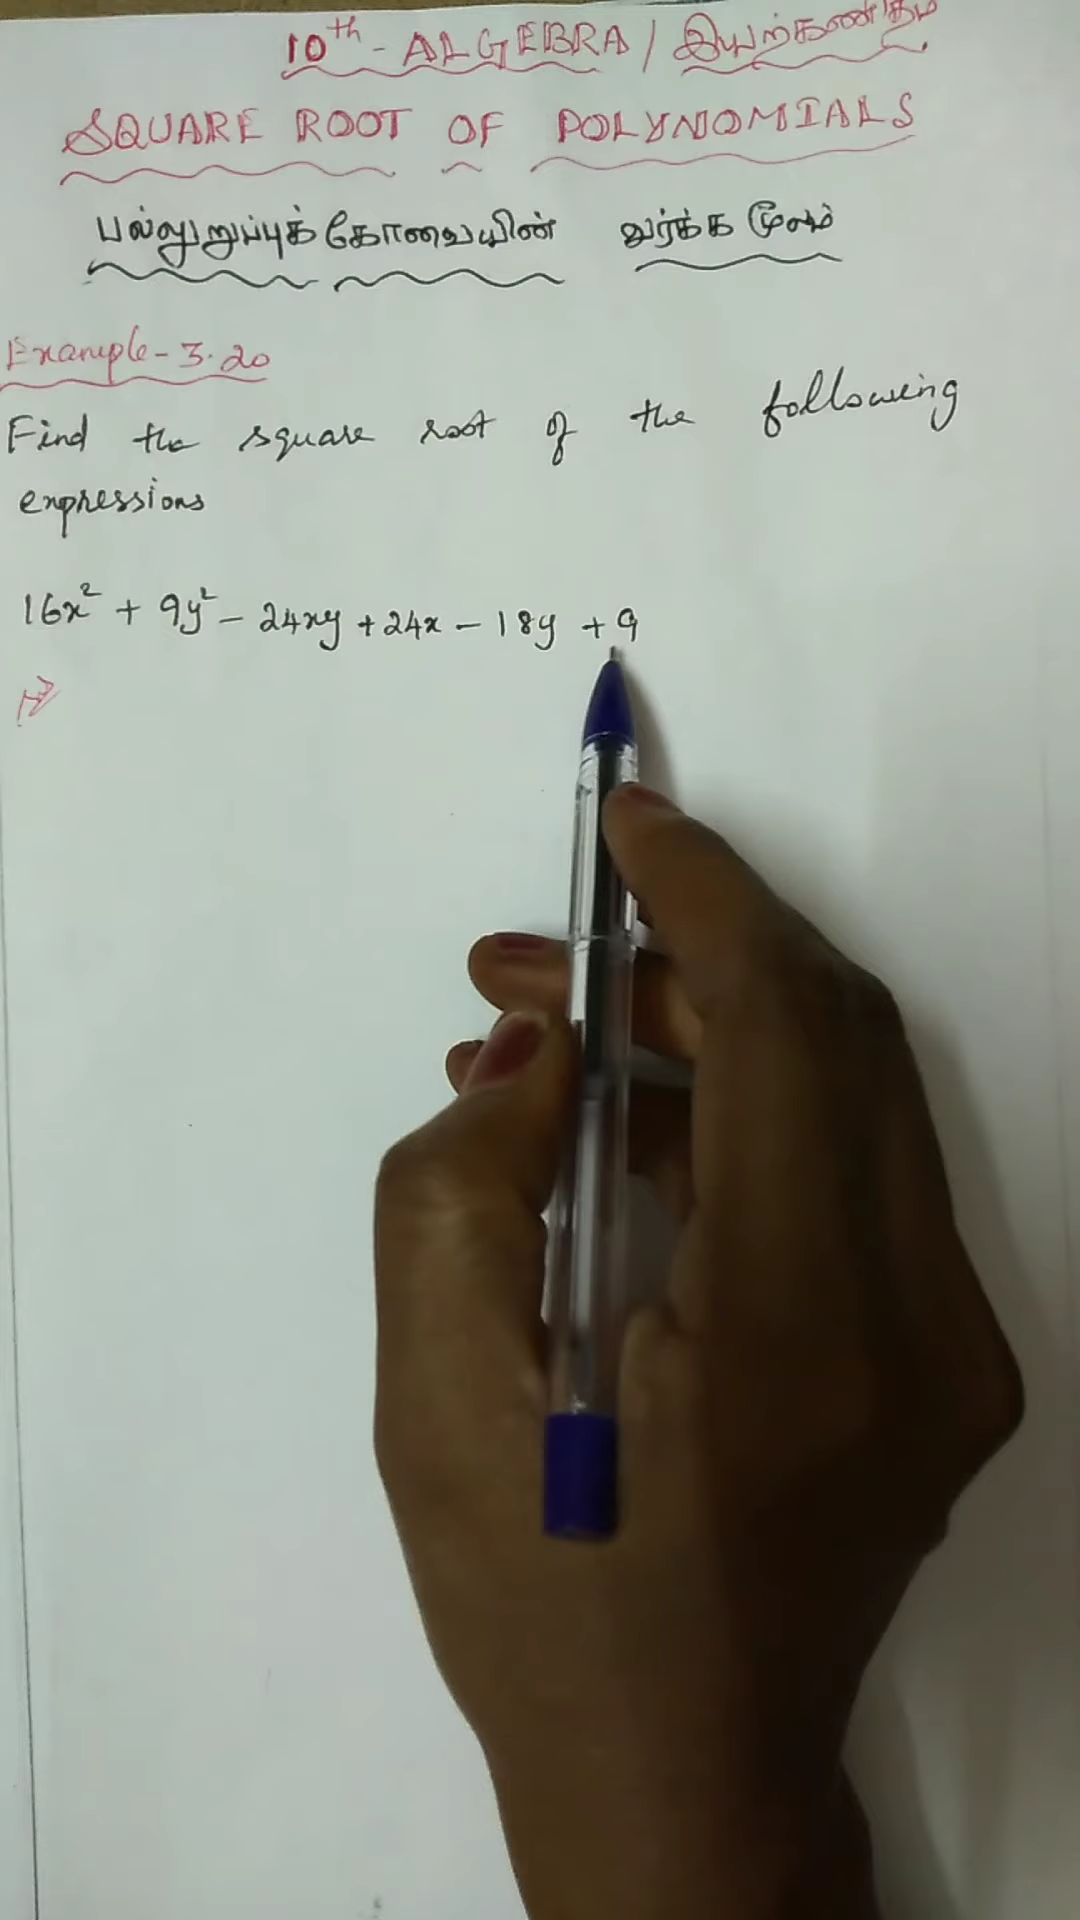 10th - ALGEBRA / இயற்கணிதம்
SQUARE ROOT OF POLYNOMIALS
பல்லுறுப்புக்கோவையின் வர்க்க மூலம்
Example - 3.20
Find the square root of the following
expressions
16x² + 9y² - 24xy + 24x - 18y + 9